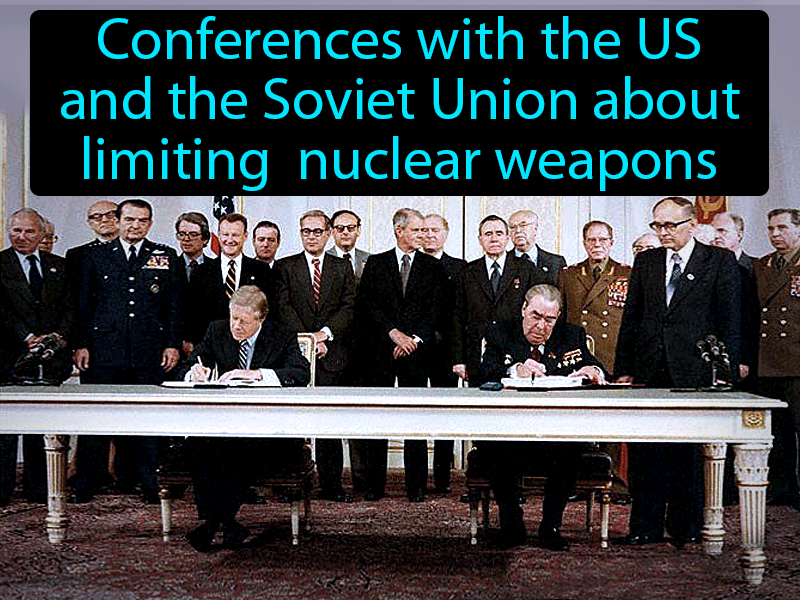 Conferences with the US
and the Soviet Union about
limiting  nuclear weapons